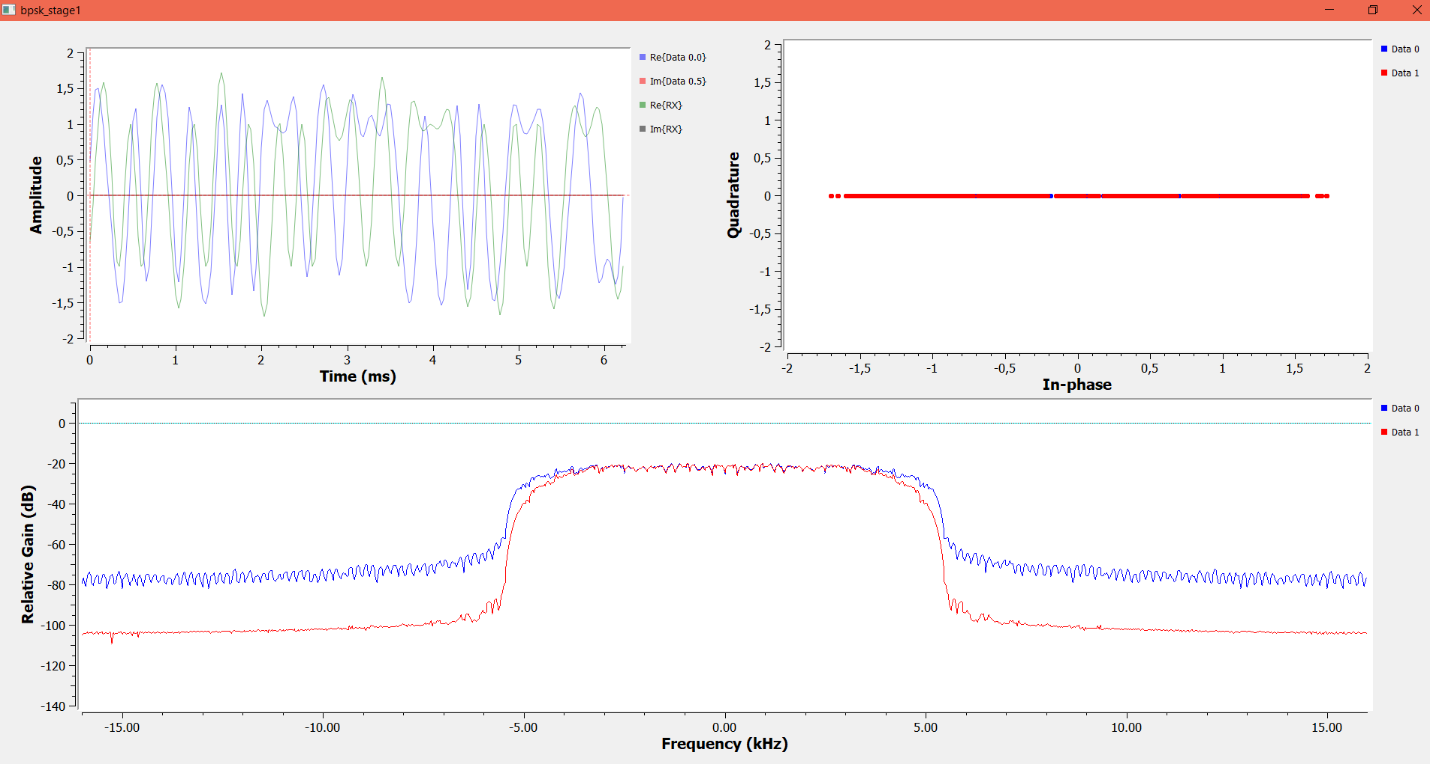 bpsk_stage1
2
1,5
1
0,5
0
-0,5
-1
-1,5
-2
Amplitude
0 1 2 3 4 5 6
Time (ms)
Re{Data 0.0}
Im{Data 0.5}
Re{RX}
Im{RX}
2
1,5
1
0,5
0
-0,5
-1
-1,5
-2
Quadrature
-2 -1,5 -1 -0,5 0 0,5 1 1,5 2
In-phase
Data 0
Data 1
0
-20
-40
-60
-80
-100
-120
-140
Relative Gain (dB)
-15.00 -10.00 -5.00 0.00 5.00 10.00 15.00
Frequency (kHz)
Data 0
Data 1